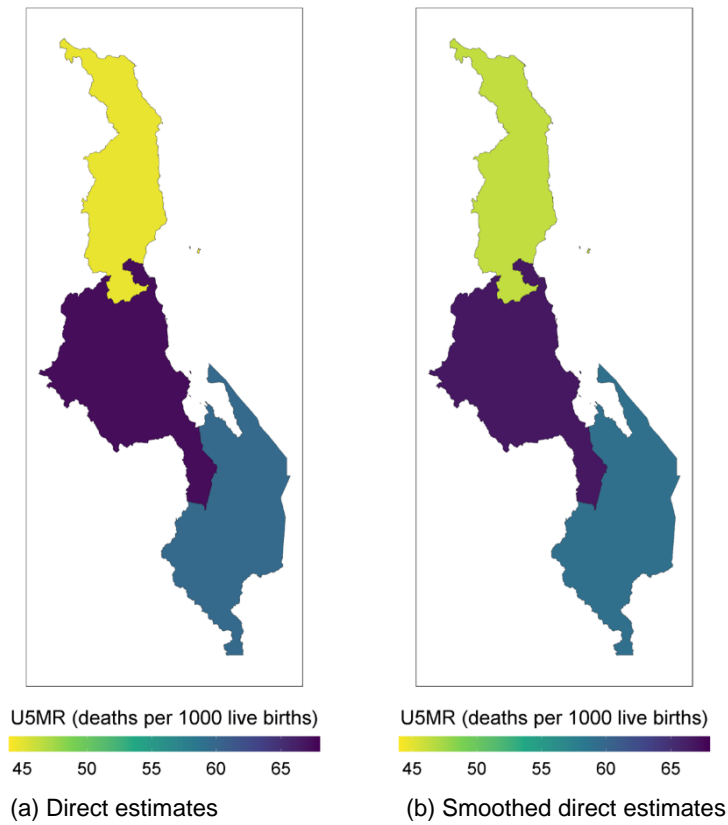 U5MR (deaths per 1000 live births)
45 50 55 60 65
(a) Direct estimates
U5MR (deaths per 1000 live births)
45 50 55 60 65
(b) Smoothed direct estimates